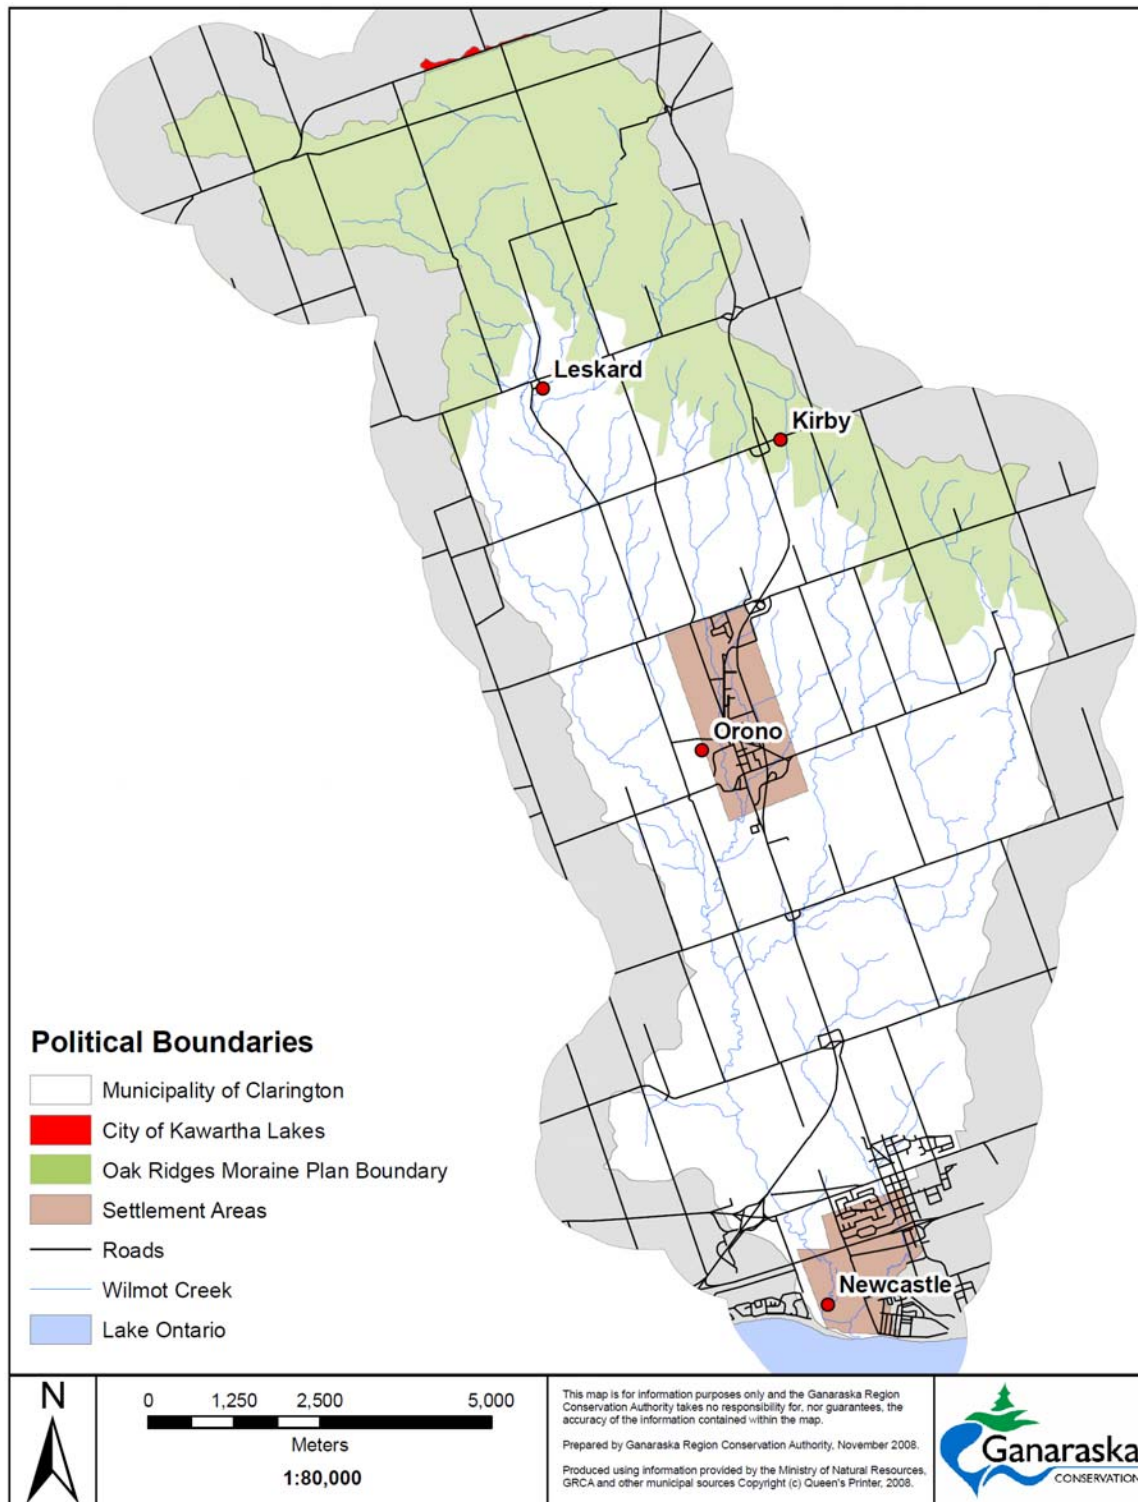 Leskard
Kirby
Orono
Newcastle
Political Boundaries
Municipality of Clarington
City of Kawartha Lakes
Oak Ridges Moraine Plan Boundary
Settlement Areas
Roads
Wilmot Creek
Lake Ontario
N
0 1,250 2,500 5,000
Meters
1:80,000
This map is for information purposes only and the Ganaraska Region
Conservation Authority takes no responsibility for, nor guarantees, the
accuracy of the information contained within the map.
Prepared by Ganaraska Region Conservation Authority, November 2008.
Produced using information provided by the Ministry of Natural Resources,
GRCA and other municipal sources Copyright (c) Queen's Printer, 2008.
Ganaraska
CONSERVATION